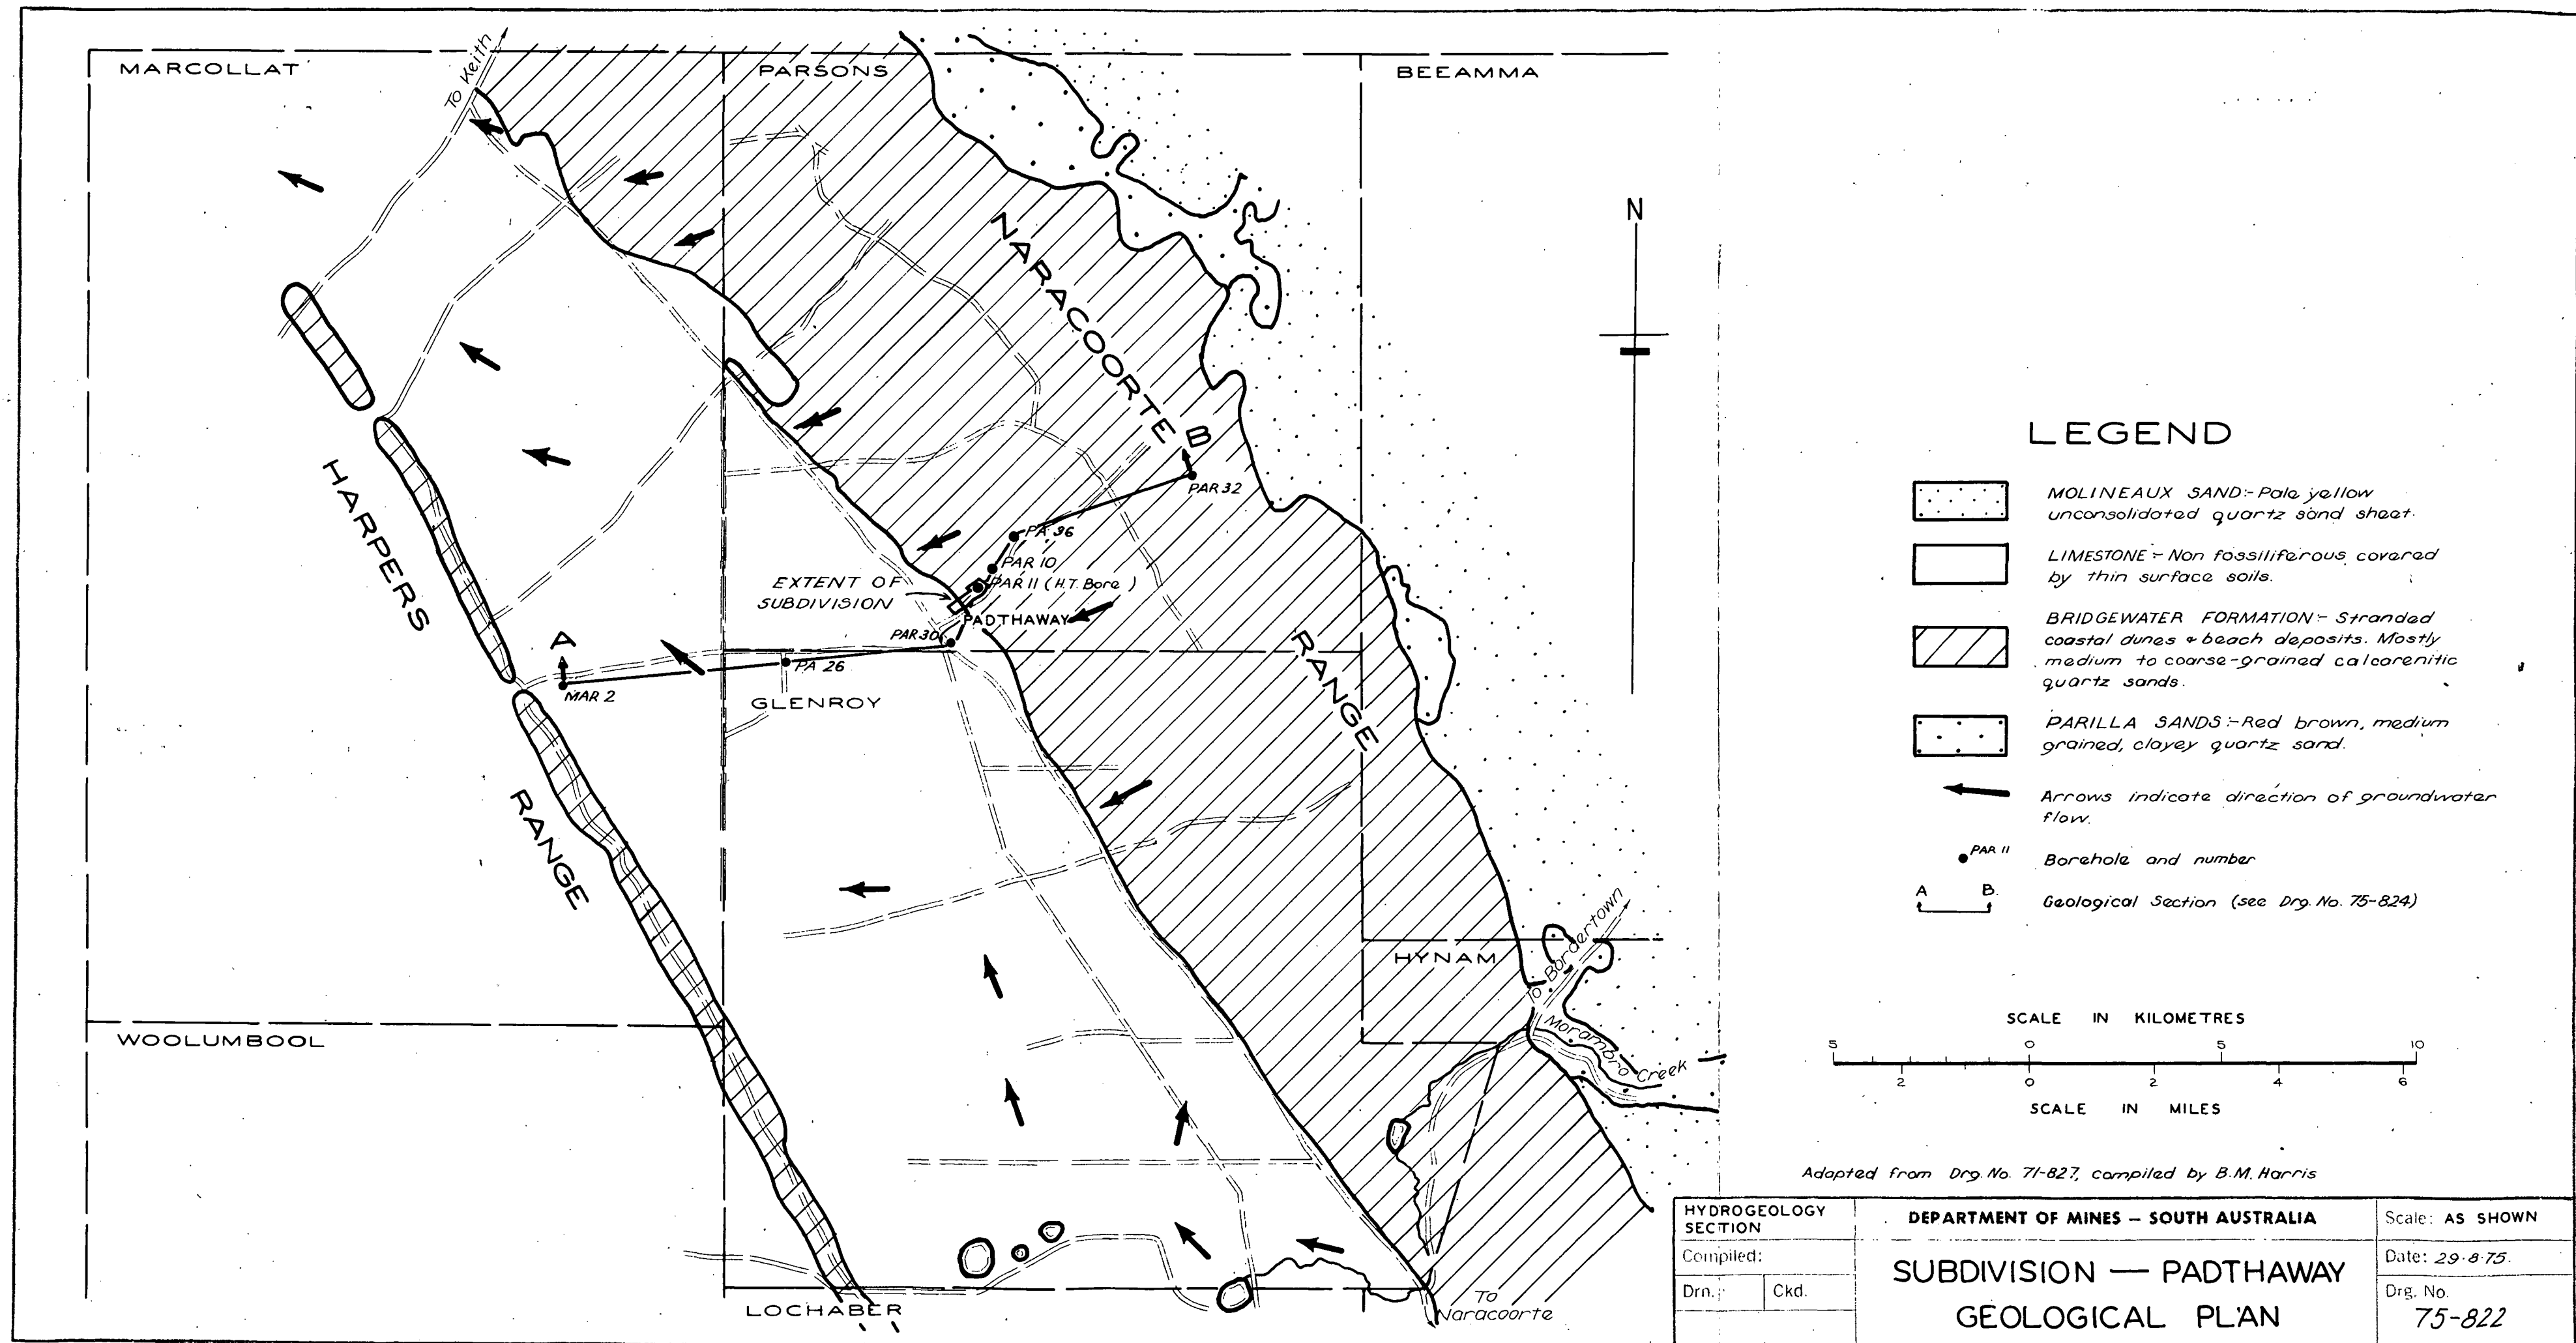 MARCOLLAT
To Keith
PARSONS
BEEAMMA
N
NARACOORTE
RANGE
HARPERS
RANGE
B
PAR 32
PA 36
PAR 10
PAR 11 (H.T. Bore)
EXTENT OF
SUBDIVISION
PADTHAWAY
PAR 30
A
PA 26
MAR 2
GLENROY
HYNAM
To Bordertown
Morambro Creek
WOOLUMBOOL
LOCHABER
To
Naracoorte
LEGEND
MOLINEAUX SAND:- Pale yellow
unconsolidated quartz sand sheet.
LIMESTONE - Non fossiliferous covered
by thin surface soils.
BRIDGEWATER FORMATION:- Stranded
coastal dunes & beach deposits. Mostly
medium to coarse-grained calcarenitic
quartz sands.
PARILLA SANDS:- Red brown, medium
grained, clayey quartz sand.
Arrows indicate direction of groundwater
flow.
PAR 11
Borehole and number
A B.
Geological Section (see Drg. No. 75-824)
SCALE IN KILOMETRES
5 0 5 10
2 0 2 4 6
SCALE IN MILES
Adapted from Drg. No. 71-827, compiled by B.M. Harris
HYDROGEOLOGY
SECTION
Compiled:
Drn.:
Ckd.
DEPARTMENT OF MINES – SOUTH AUSTRALIA
SUBDIVISION — PADTHAWAY
GEOLOGICAL PLAN
Scale: AS SHOWN
Date: 29·8·75.
Drg. No.
75-822